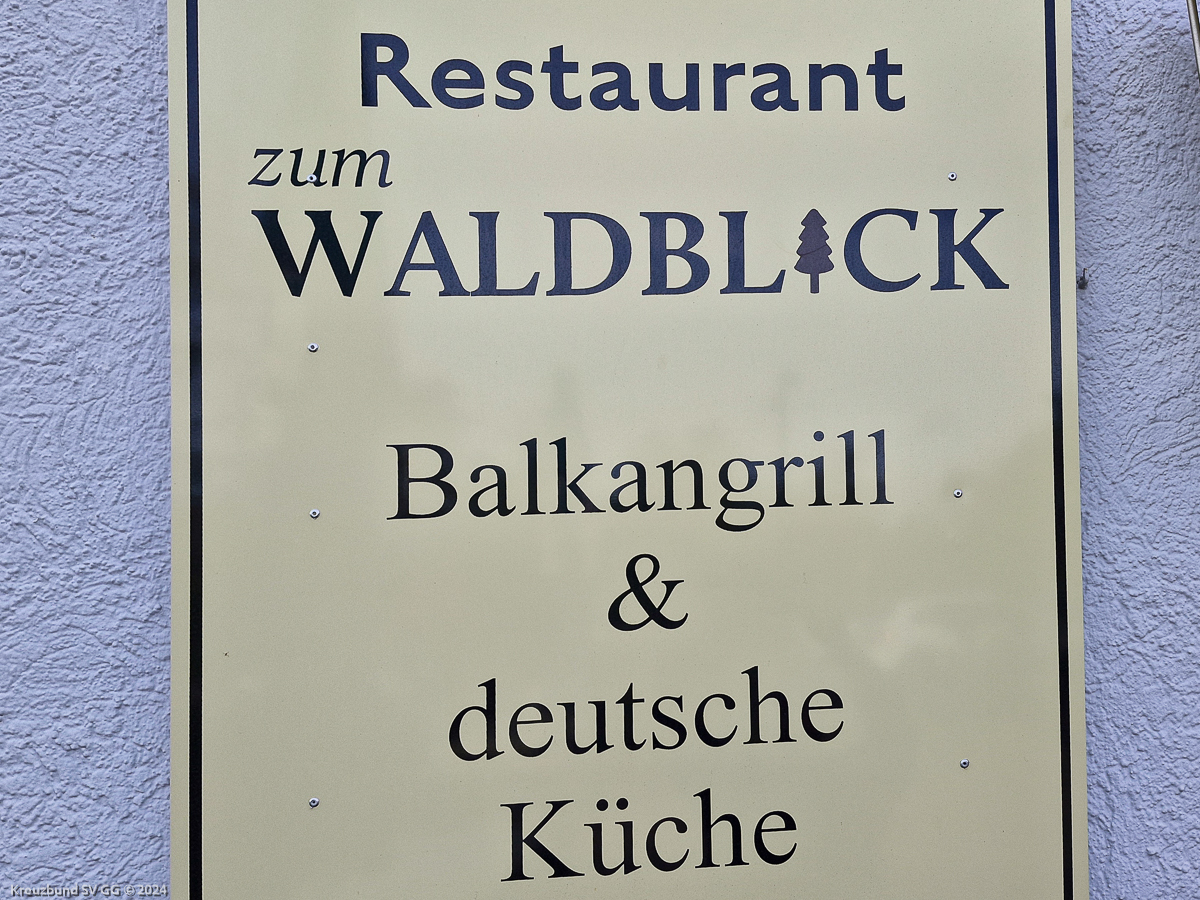 Restaurant
zum
WALDBLICK
Balkangrill
&
deutsche
Küche
Kreuzbund SV GG © 2024